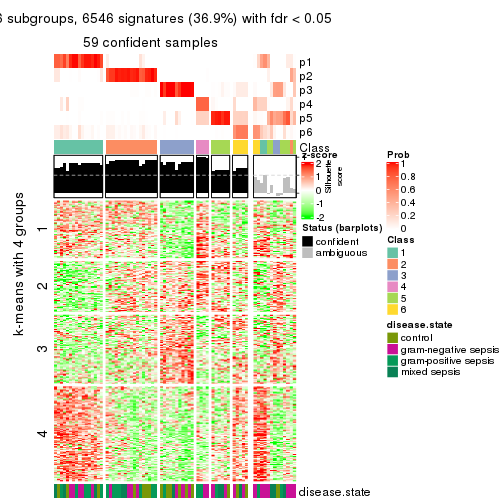 6 subgroups, 6546 signatures (36.9%) with fdr < 0.05
59 confident samples
p1
p2
p3
p4
p5
p6
Class
z-score
2
1
0
-1
-2
Silhouette
score
Prob
1
0.8
0.6
0.4
0.2
0
Status (barplots)
confident
ambiguous
Class
1
2
3
4
5
6
disease.state
control
gram-negative sepsis
gram-positive sepsis
mixed sepsis
k-means with 4 groups
1
2
3
4
disease.state